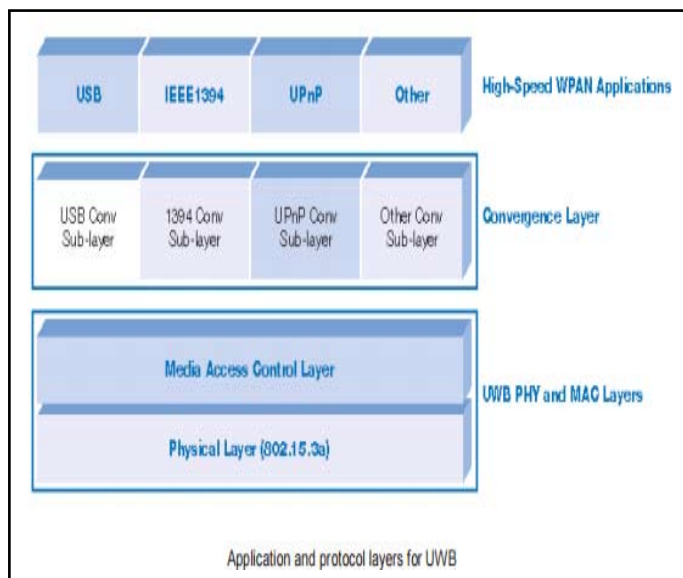 USB IEEE1394 UPnP Other High-Speed WPAN Applications
USB Conv 1394 Conv UPnP Conv Other Conv
Sub-layer Sub-layer Sub-layer Sub-layer
Convergence Layer
Media Access Control Layer
UWB PHY and MAC Layers
Physical Layer (802.15.3a)
Application and protocol layers for UWB